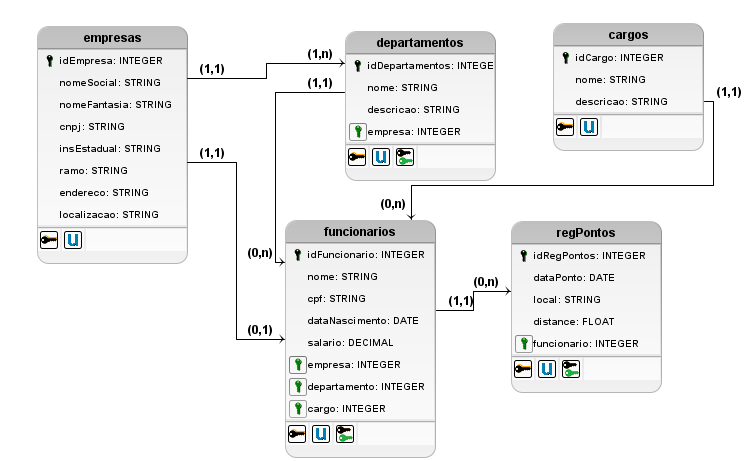 empresas
idEmpresa: INTEGER
nomeSocial: STRING
nomeFantasia: STRING
cnpj: STRING
insEstadual: STRING
ramo: STRING
endereco: STRING
localizacao: STRING
U
(1,1)
(1,n)
(1,1)
(1,1)
departamentos
idDepartamentos: INTEGE
nome: STRING
descricao: STRING
empresa: INTEGER
U
cargos
idCargo: INTEGER
nome: STRING
descricao: STRING
U
(1,1)
(0,n)
(0,n)
(0,1)
funcionarios
idFuncionario: INTEGER
nome: STRING
cpf: STRING
dataNascimento: DATE
salario: DECIMAL
empresa: INTEGER
departamento: INTEGER
cargo: INTEGER
U
(1,1)
(0,n)
regPontos
idRegPontos: INTEGER
dataPonto: DATE
local: STRING
distance: FLOAT
funcionario: INTEGER
U